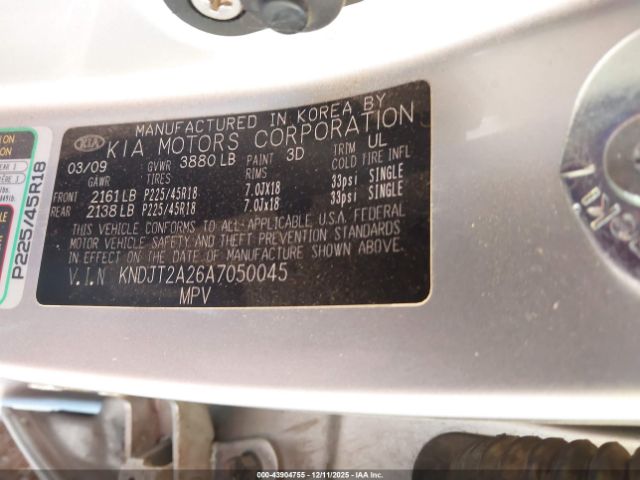 MANUFACTURED IN KOREA BY
KIA KIA MOTORS CORPORATION
03/09 GVWR 3880 LB PAINT 3D TRIM UL
GAWR TIRES RIMS COLD TIRE INFL
FRONT 2161 LB P225/45R18 7.0JX18 33psi SINGLE
REAR 2138 LB P225/45R18 7.0JX18 33psi SINGLE
THIS VEHICLE CONFORMS TO ALL-APPLICABLE U.S.A. FEDERAL
MOTOR VEHICLE SAFETY AND THEFT PREVENTION STANDARDS
IN EFFECT ON THE DATE OF MANUFACTURE SHOWN ABOVE.
V.I.N KNDJT2A26A7050045
MPV
P225/45R18
000-43904755 - 12/11/2025 - COPART